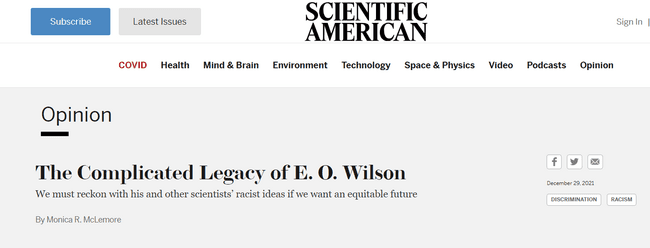 Subscribe
Latest Issues
SCIENTIFIC
AMERICAN
Sign In |
COVID Health Mind & Brain Environment Technology Space & Physics Video Podcasts Opinion
Opinion
The Complicated Legacy of E. O. Wilson
We must reckon with his and other scientists' racist ideas if we want an equitable future
By Monica R. McLemore
December 29, 2021
DISCRIMINATION
RACISM